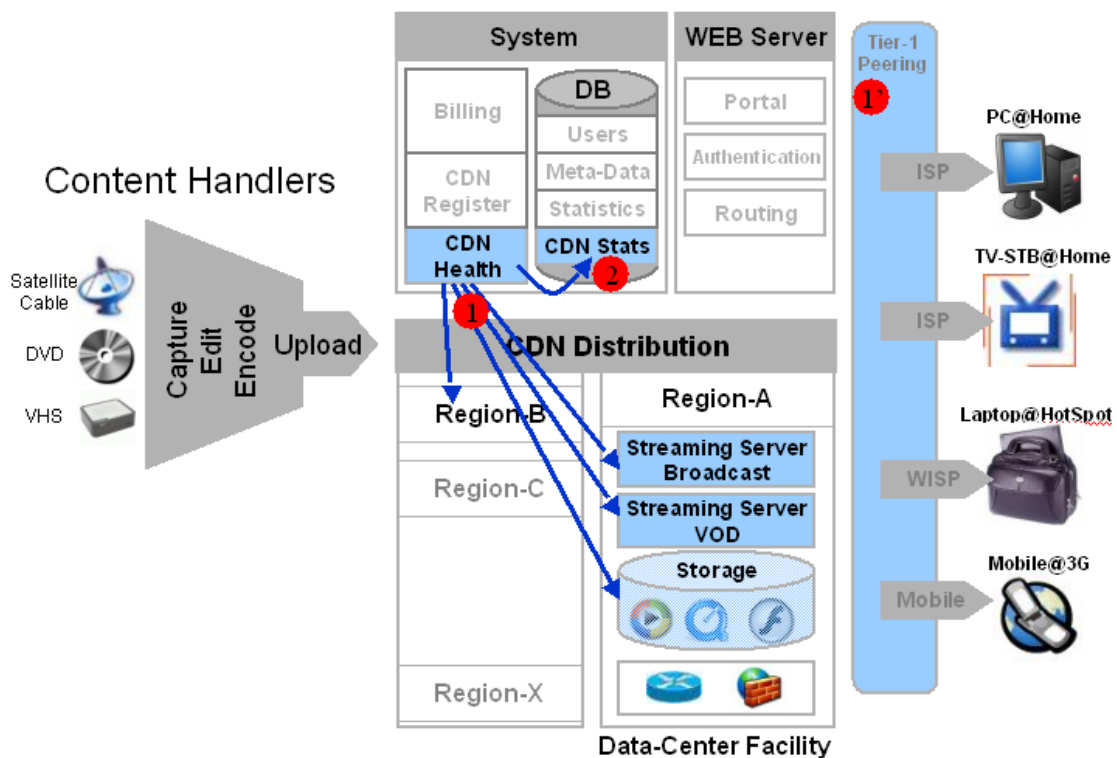 System
WEB Server
Tier-1
Peering
1'
Billing
DB
Users
Meta-Data
Statistics
CDN Stats
2
CDN
Register
CDN
Health
1
Portal
Authentication
Routing
Content Handlers
Satellite
Cable
DVD
VHS
Capture
Edit
Encode
Upload
CDN Distribution
Region-B
Region-C
Region-X
Region-A
Streaming Server
Broadcast
Streaming Server
VOD
Storage
Data-Center Facility
ISP
PC@Home
ISP
TV-STB@Home
WISP
Laptop@HotSpot
Mobile
Mobile@3G